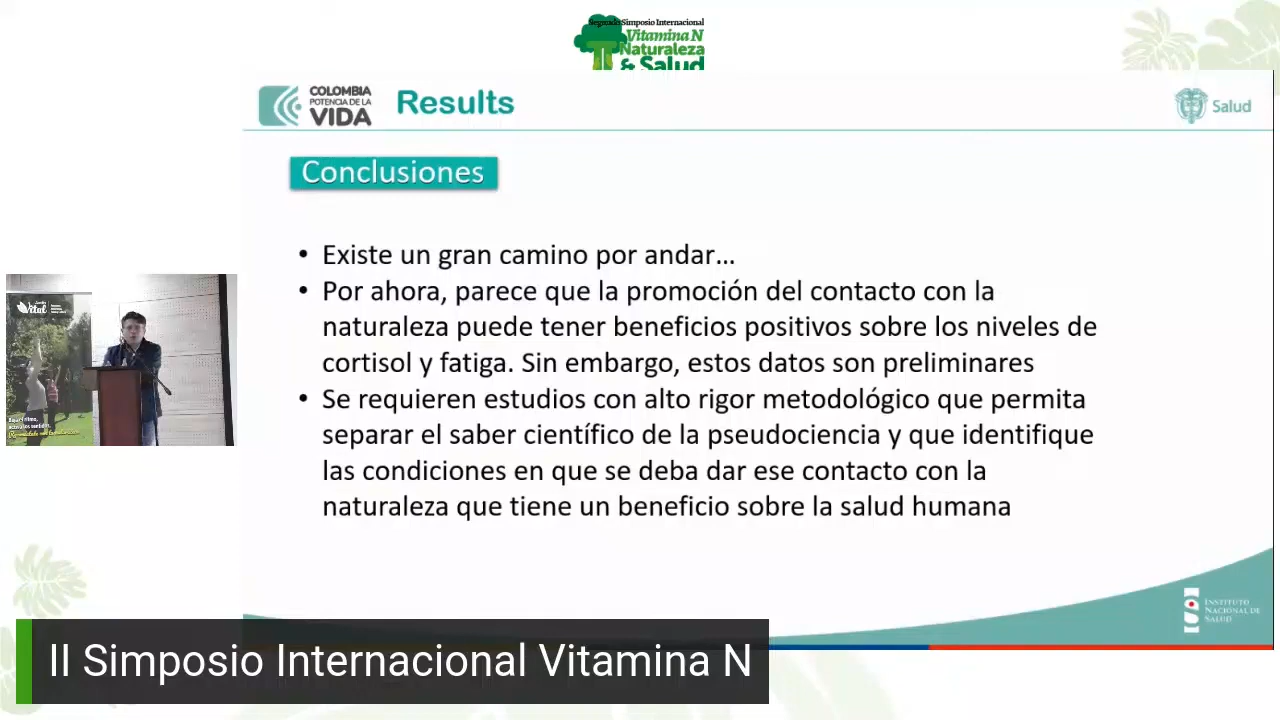 Segundo Simposio Internacional
Vitamina N
Naturaleza
& Salud
COLOMBIA
POTENCIA DE LA
VIDA
Results
Salud
Conclusiones
• Existe un gran camino por andar...
• Por ahora, parece que la promoción del contacto con la
naturaleza puede tener beneficios positivos sobre los niveles de
cortisol y fatiga. Sin embargo, estos datos son preliminares
• Se requieren estudios con alto rigor metodológico que permita
separar el saber científico de la pseudociencia y que identifique
las condiciones en que se deba dar ese contacto con la
naturaleza que tiene un beneficio sobre la salud humana
Vital
INSTITUTO
NACIONAL DE
SALUD
II Simposio Internacional Vitamina N